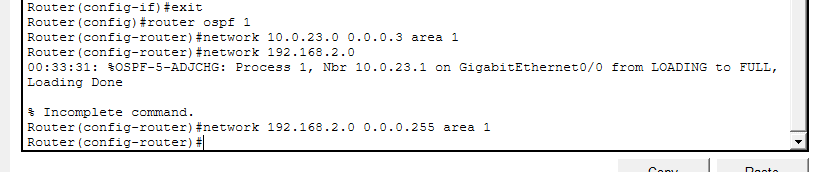 Router(config-if)#exit
Router(config)#router ospf 1
Router(config-router)#network 10.0.23.0 0.0.0.3 area 1
Router(config-router)#network 192.168.2.0
00:33:31: %OSPF-5-ADJCHG: Process 1, Nbr 10.0.23.1 on GigabitEthernet0/0 from LOADING to FULL,
Loading Done
% Incomplete command.
Router(config-router)#network 192.168.2.0 0.0.0.255 area 1
Router(config-router)#
Copy Paste